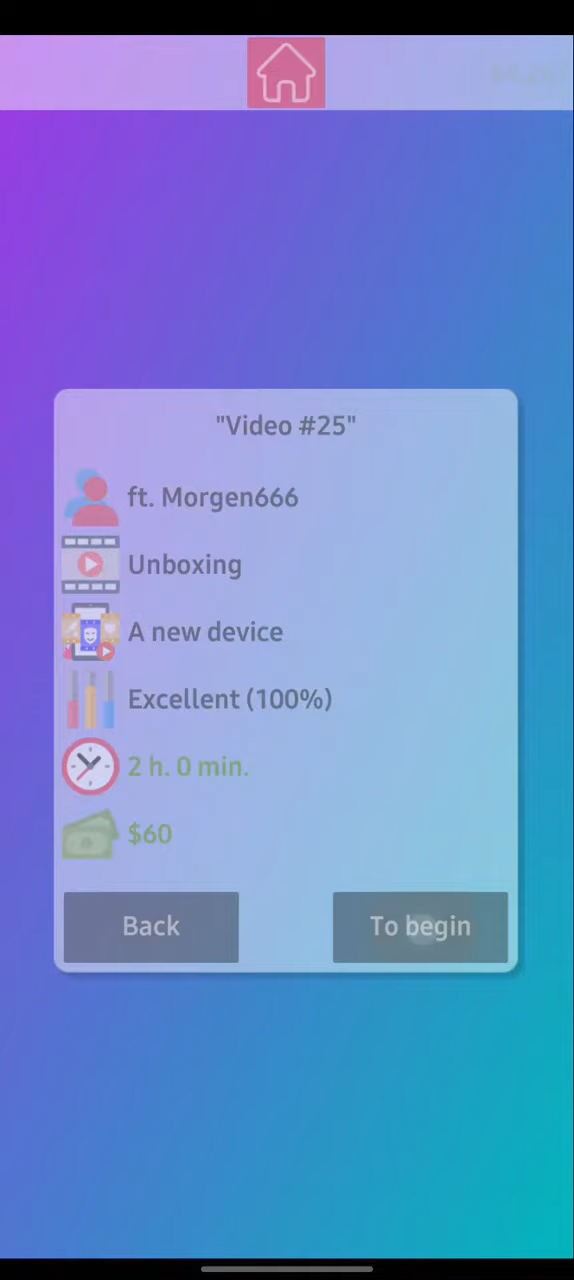 "Video #25"
ft. Morgen666
Unboxing
A new device
Excellent (100%)
2 h. 0 min.
$60
Back
To begin